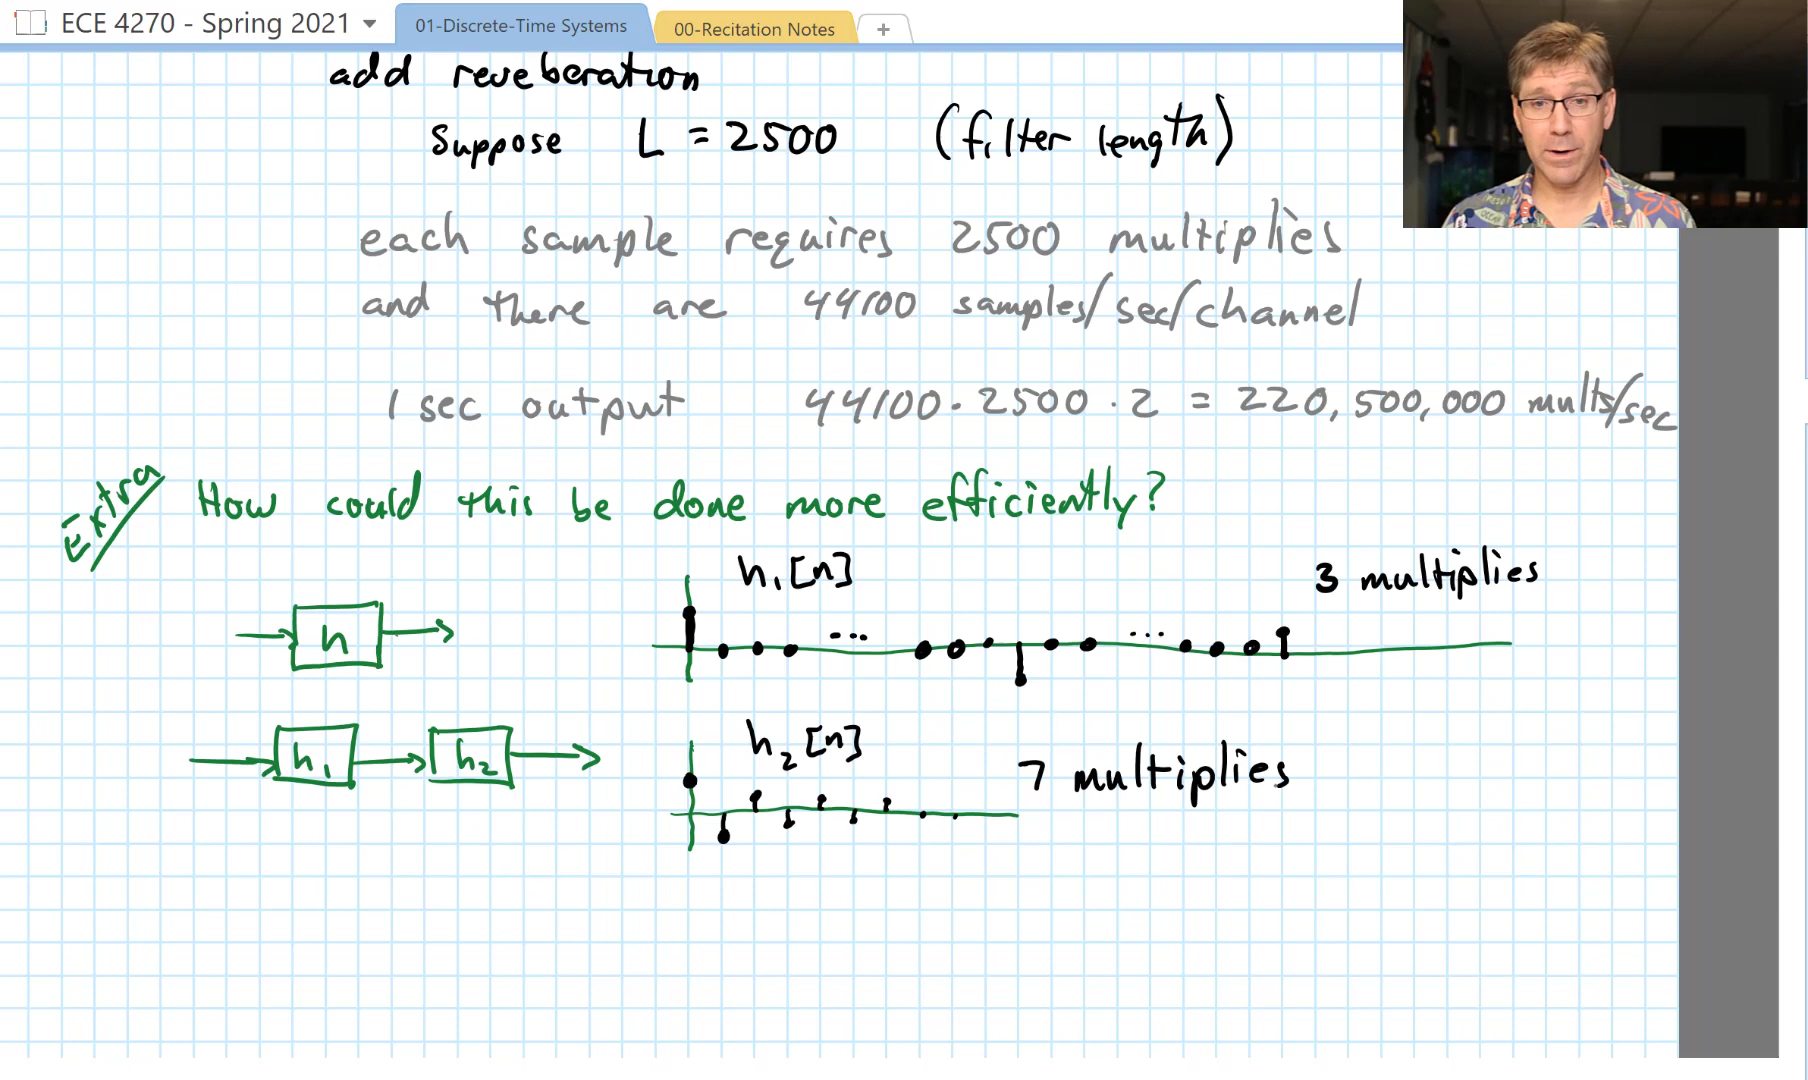 ECE 4270 - Spring 2021
01-Discrete-Time Systems
00-Recitation Notes
+
add reveberation
Suppose L = 2500 (filter length)
each sample requires 2500 multiplies
and there are 44100 samples/sec/channel
1 sec output 44100 · 2500 · 2 = 220,500,000 mults/sec
Extra
How could this be done more efficiently?
h
h₁[n]
...
...
3 multiplies
h₁
h₂
h₂[n]
7 multiplies